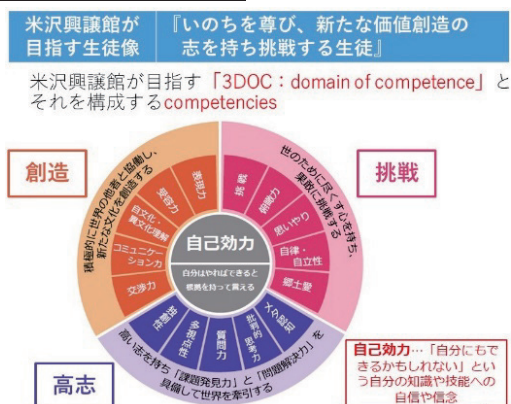 米沢興譲館が
目指す生徒像
『いのちを尊び、新たな価値創造の
志を持ち挑戦する生徒』
米沢興譲館が目指す「3DOC：domain of competence」と
それを構成するcompetencies
創造
挑戦
高志
積極的に世界の他者と協働し、
新たな文化を創造する
世のために尽くす心を持ち、
果敢に挑戦する
高い志を持ち「課題発見力」と「問題解決力」を
具備して世界を牽引する
表現力
受容力
自文化・
異文化理解
コミュニケー
ション力
交渉力
挑戦
俯瞰力
思いやり
自律・
自立性
郷土愛
メタ認知
批判的
思考力
質問力
多視点性
独創性
自己効力
自分はやればできると
根拠を持って言える
自己効力…「自分にもで
きるかもしれない」とい
う自分の知識や技能への
自信や信念